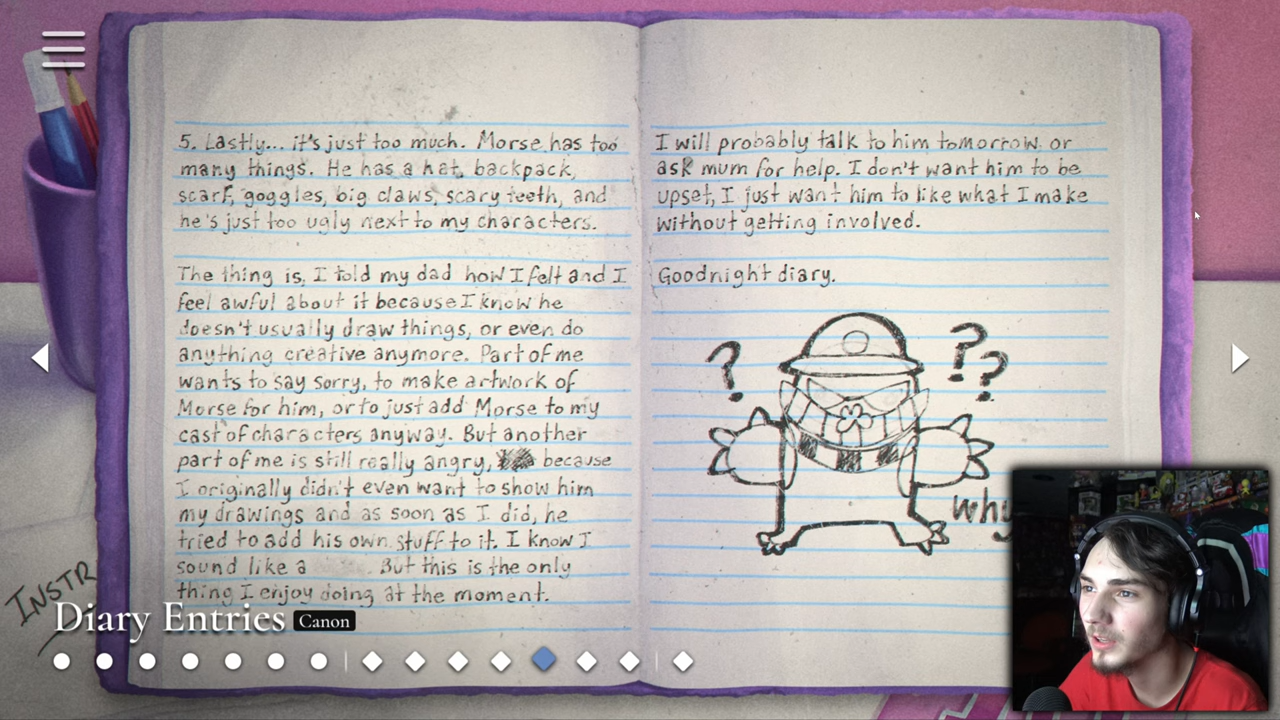 5. Lastly... it's just too much. Morse has too
many things. He has a hat, backpack,
scarf, goggles, big claws, scary teeth, and
he's just too ugly next to my characters.
The thing is, I told my dad how I felt and I
feel awful about it because I know he
doesn't usually draw things, or even do
anything creative anymore. Part of me
wants to say sorry, to make artwork of
Morse for him, or to just add Morse to my
cast of characters anyway. But another
part of me is still really angry, because
I originally didn't even want to show him
my drawings and as soon as I did, he
tried to add his own stuff to it. I know I
sound like a But this is the only
thing I enjoy doing at the moment.
I will probably talk to him tomorrow, or
ask mum for help. I don't want him to be
upset, I just want him to like what I make
without getting involved.
Goodnight diary.
? ??
why
INSTR
Diary Entries Canon